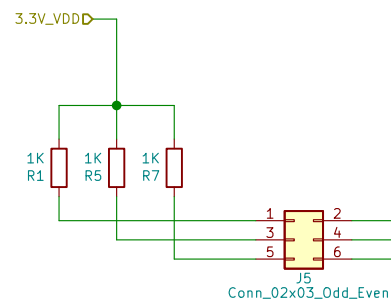 3.3V_VDD
1K 1K 1K
R1 R5 R7
1 2
3 4
5 6
J5
Conn_02x03_Odd_Even